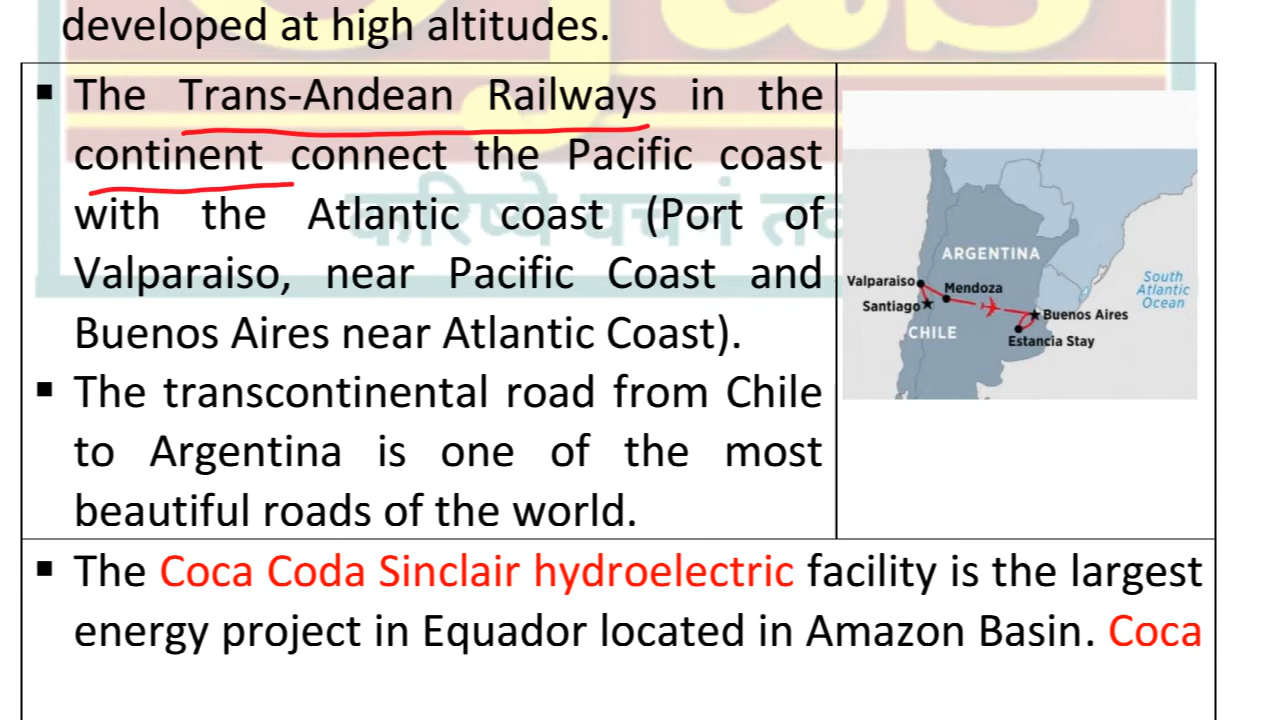 developed at high altitudes.
▪ The Trans-Andean Railways in the
continent connect the Pacific coast
with the Atlantic coast (Port of
Valparaiso, near Pacific Coast and
Buenos Aires near Atlantic Coast).
▪ The transcontinental road from Chile
to Argentina is one of the most
beautiful roads of the world.
ARGENTINA
Valparaiso
Mendoza
South
Atlantic
Ocean
Santiago
Buenos Aires
CHILE
Estancia Stay
▪ The Coca Coda Sinclair hydroelectric facility is the largest
energy project in Equador located in Amazon Basin. Coca
करिष्ये वचनं तव